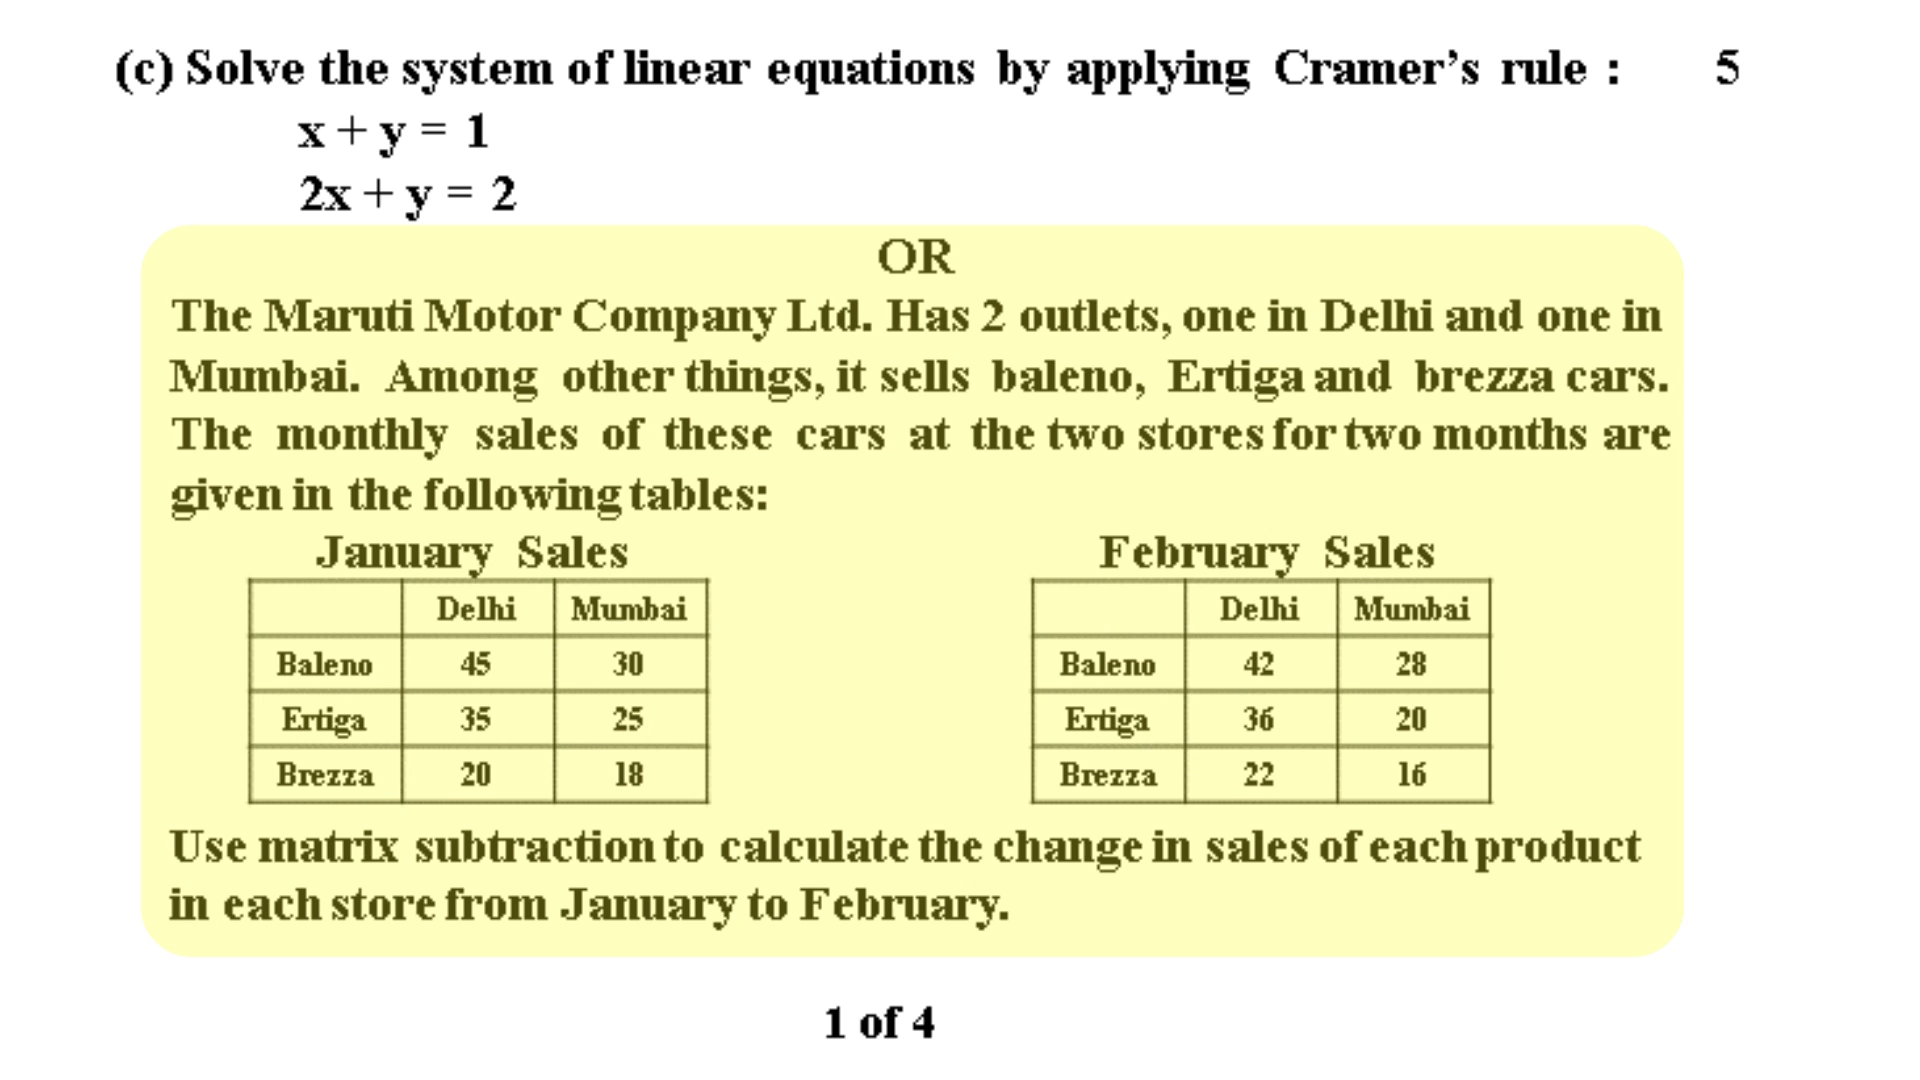 (c) Solve the system of linear equations by applying Cramer's rule : 5
x + y = 1
2x + y = 2
OR
The Maruti Motor Company Ltd. Has 2 outlets, one in Delhi and one in
Mumbai. Among other things, it sells baleno, Ertiga and brezza cars.
The monthly sales of these cars at the two stores for two months are
given in the following tables:
January Sales
Delhi Mumbai
Baleno 45 30
Ertiga 35 25
Brezza 20 18
February Sales
Delhi Mumbai
Baleno 42 28
Ertiga 36 20
Brezza 22 16
Use matrix subtraction to calculate the change in sales of each product
in each store from January to February.
1 of 4